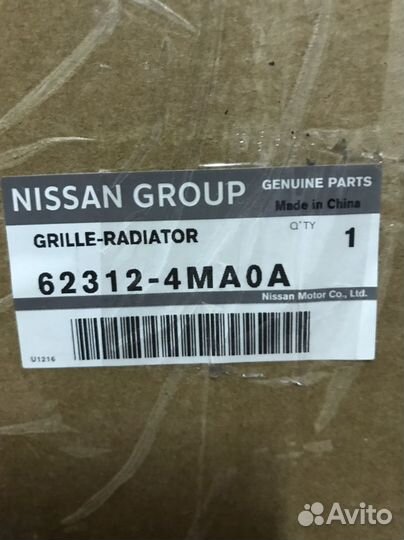 NISSAN GROUP
GENUINE PARTS
Made in China
GRILLE-RADIATOR
Q'TY
1
62312-4MA0A
Nissan Motor Co., Ltd.
U1216
Avito